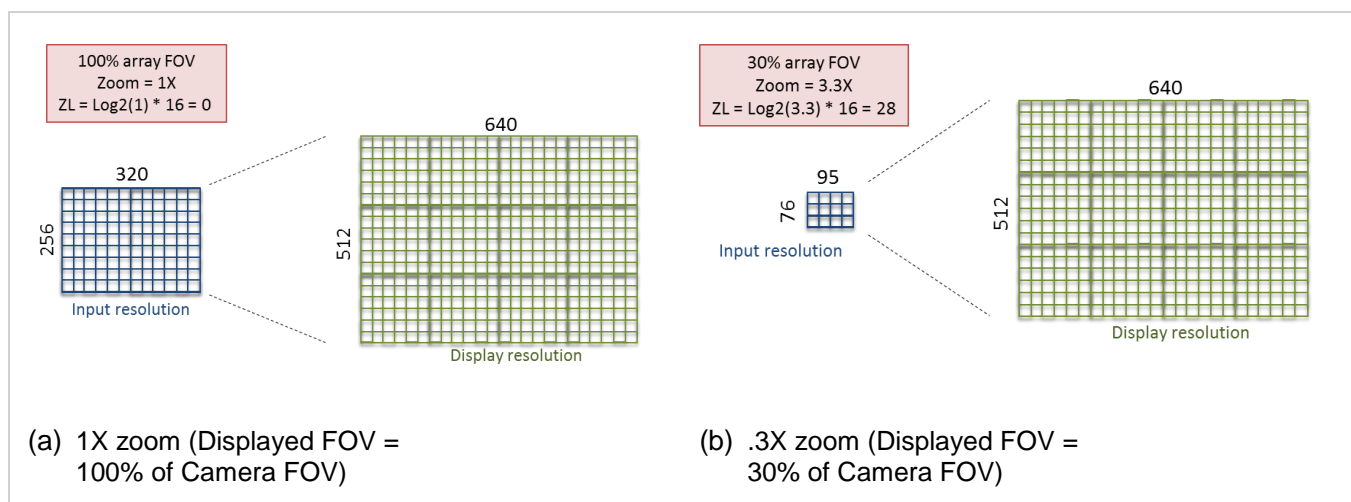 100% array FOV
Zoom = 1X
ZL = Log2(1) * 16 = 0
320
256
Input resolution
640
512
Display resolution
(a) 1X zoom (Displayed FOV =
100% of Camera FOV)
30% array FOV
Zoom = 3.3X
ZL = Log2(3.3) * 16 = 28
95
76
Input resolution
640
512
Display resolution
(b) .3X zoom (Displayed FOV =
30% of Camera FOV)